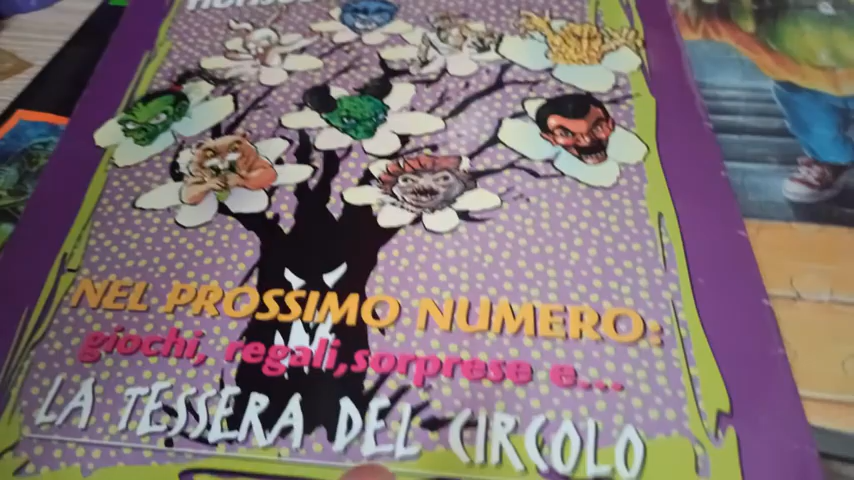 NEL PROSSIMO NUMERO:
giochi, regali, sorprese e...
LA TESSERA DEL CIRCOLO